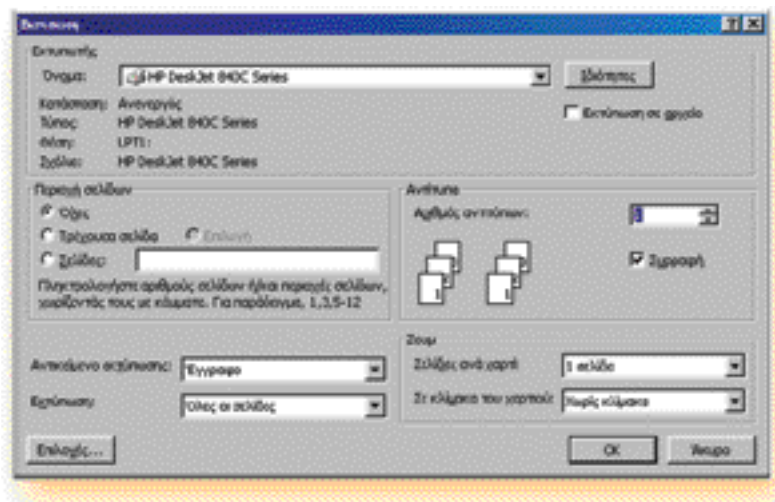 Εκτύπωση
Εκτυπωτής
Όνομα: HP DeskJet 840C Series Ιδιότητες
Κατάσταση: Ανενεργός
Τύπος: HP DeskJet 840C Series
Θέση: LPT1:
Σχόλια: HP DeskJet 840C Series
Εκτύπωση σε αρχείο
Περιοχή σελίδων
Όλες
Τρέχουσα σελίδα Επιλογή
Σελίδες:
Πληκτρολογήστε αριθμούς σελίδων ή/και περιοχές σελίδων,
χωρίζοντάς τους με κόμματα. Για παράδειγμα, 1,3,5-12
Αντίτυπα
Αριθμός αντιτύπων: 1
Συρραφή
Αντικείμενο εκτύπωσης: Έγγραφο
Εκτύπωση: Όλες οι σελίδες
Ζουμ
Σελίδες ανά χαρτί: 1 σελίδα
Σε κλίμακα του χαρτιού: Χωρίς κλίμακα
Επιλογές... OK Άκυρο